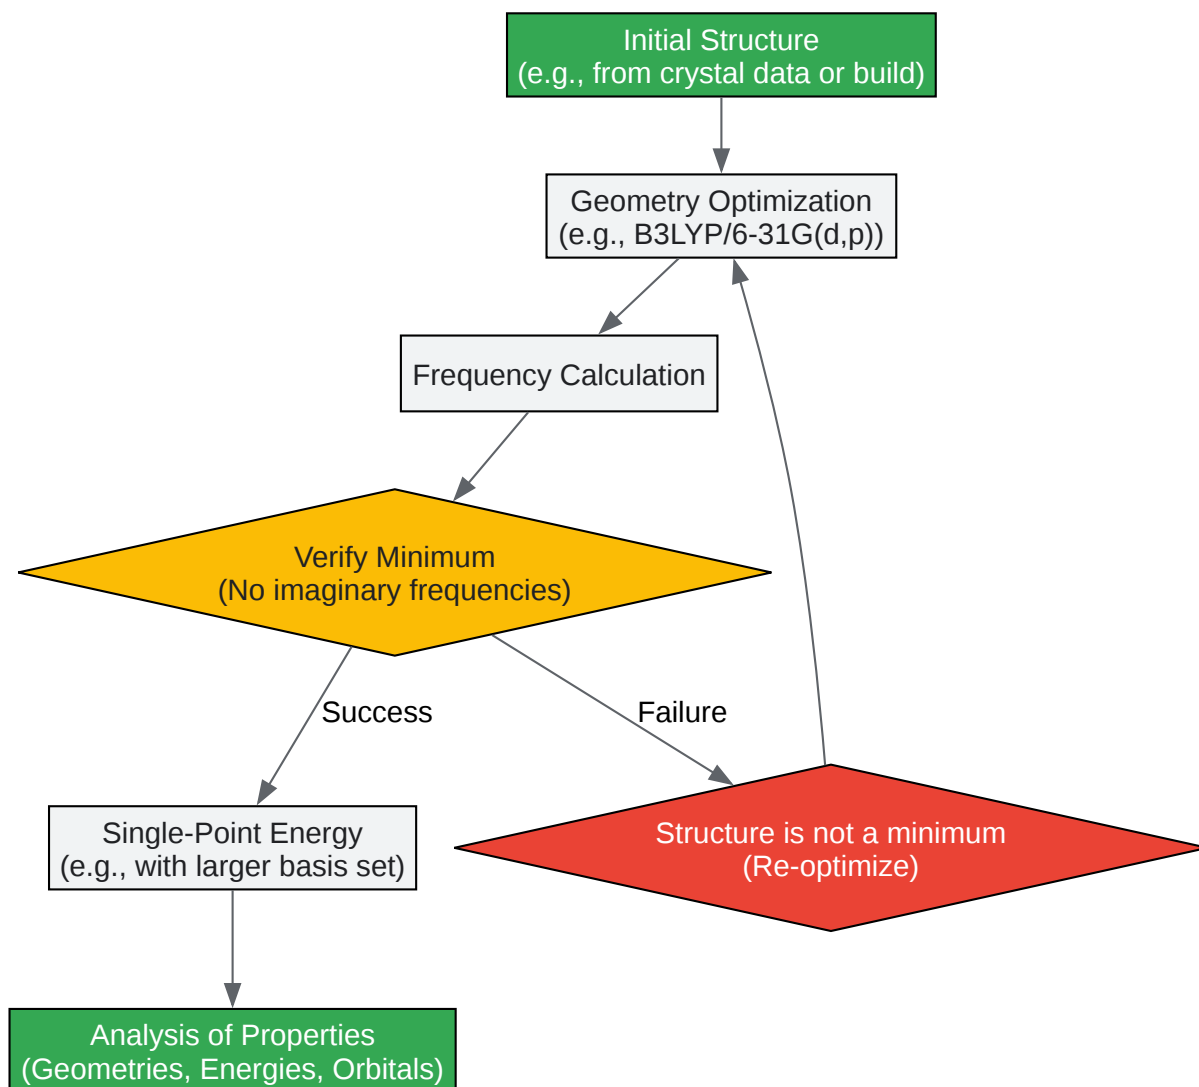 Initial Structure
(e.g., from crystal data or build)
Geometry Optimization
(e.g., B3LYP/6-31G(d,p))
Frequency Calculation
Verify Minimum
(No imaginary frequencies)
Success
Failure
Single-Point Energy
(e.g., with larger basis set)
Structure is not a minimum
(Re-optimize)
Analysis of Properties
(Geometries, Energies, Orbitals)